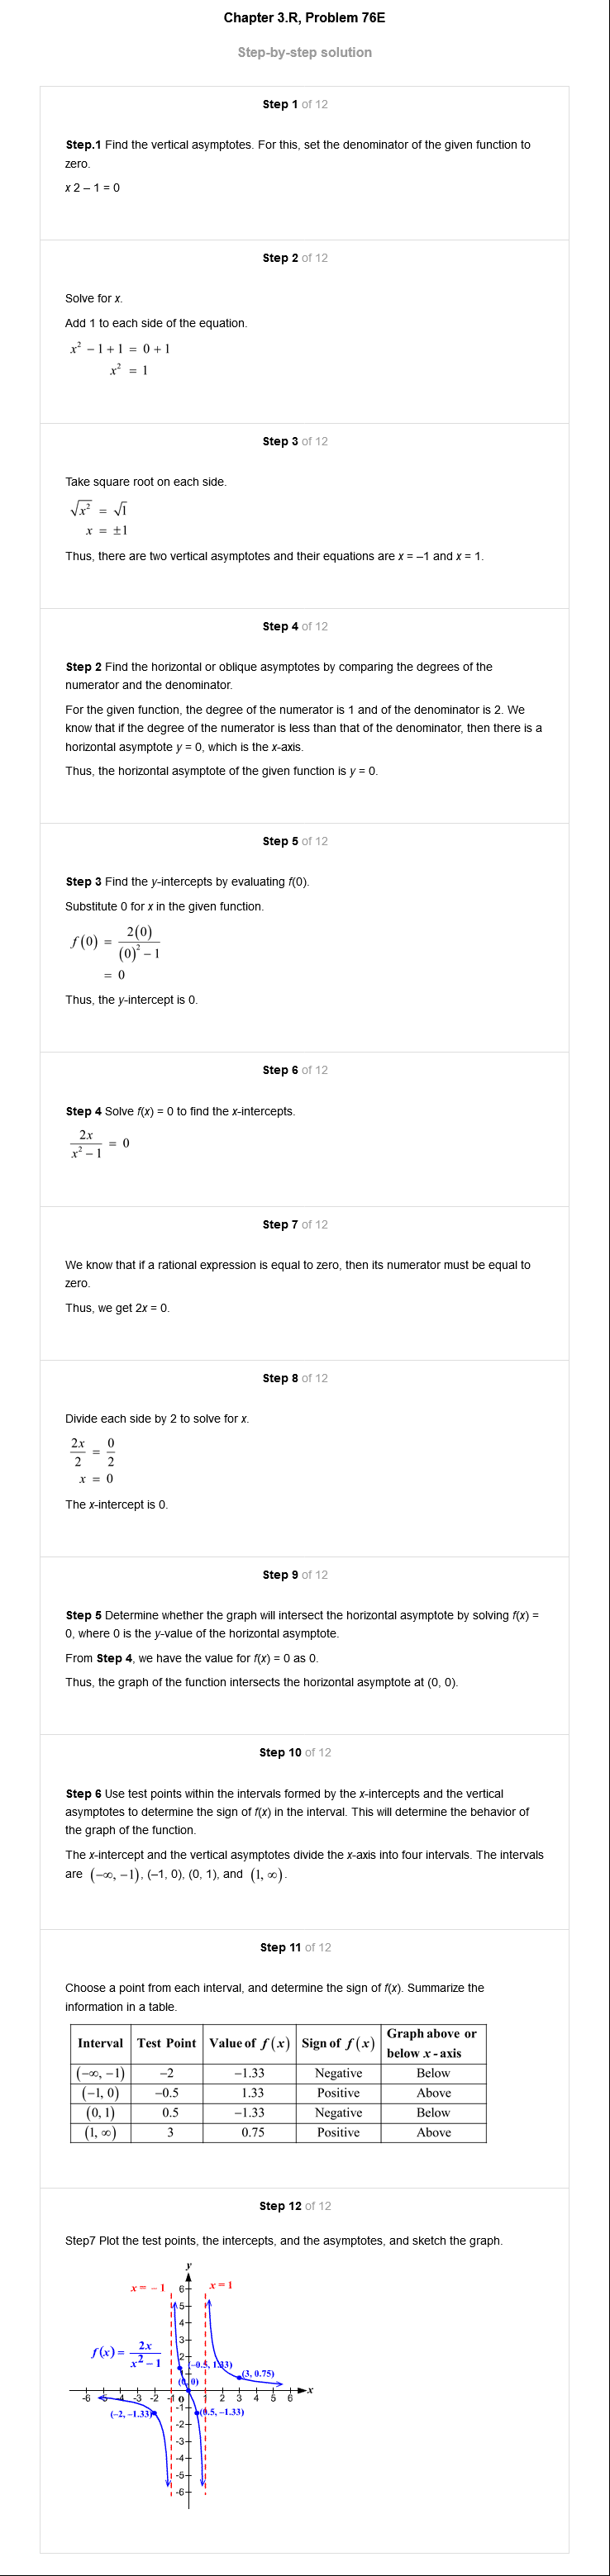 Chapter 3.R, Problem 76E
Step-by-step solution
Step 1 of 12
Step.1 Find the vertical asymptotes. For this, set the denominator of the given function to
zero.
x 2 – 1 = 0
Step 2 of 12
Solve for x.
Add 1 to each side of the equation.
x² − 1 + 1 = 0 + 1
x² = 1
Step 3 of 12
Take square root on each side.
√x² = √1
x = ±1
Thus, there are two vertical asymptotes and their equations are x = –1 and x = 1.
Step 4 of 12
Step 2 Find the horizontal or oblique asymptotes by comparing the degrees of the
numerator and the denominator.
For the given function, the degree of the numerator is 1 and of the denominator is 2. We
know that if the degree of the numerator is less than that of the denominator, then there is a
horizontal asymptote y = 0, which is the x-axis.
Thus, the horizontal asymptote of the given function is y = 0.
Step 5 of 12
Step 3 Find the y-intercepts by evaluating f(0).
Substitute 0 for x in the given function.
f(0) = 2(0) / ((0)² − 1)
= 0
Thus, the y-intercept is 0.
Step 6 of 12
Step 4 Solve f(x) = 0 to find the x-intercepts.
2x / (x² − 1) = 0
Step 7 of 12
We know that if a rational expression is equal to zero, then its numerator must be equal to
zero.
Thus, we get 2x = 0.
Step 8 of 12
Divide each side by 2 to solve for x.
2x/2 = 0/2
x = 0
The x-intercept is 0.
Step 9 of 12
Step 5 Determine whether the graph will intersect the horizontal asymptote by solving f(x) =
0, where 0 is the y-value of the horizontal asymptote.
From Step 4, we have the value for f(x) = 0 as 0.
Thus, the graph of the function intersects the horizontal asymptote at (0, 0).
Step 10 of 12
Step 6 Use test points within the intervals formed by the x-intercepts and the vertical
asymptotes to determine the sign of f(x) in the interval. This will determine the behavior of
the graph of the function.
The x-intercept and the vertical asymptotes divide the x-axis into four intervals. The intervals
are (−∞, −1), (–1, 0), (0, 1), and (1, ∞).
Step 11 of 12
Choose a point from each interval, and determine the sign of f(x). Summarize the
information in a table.
Interval Test Point Value of f(x) Sign of f(x) Graph above or
below x - axis
(−∞, −1) −2 −1.33 Negative Below
(−1, 0) −0.5 1.33 Positive Above
(0, 1) 0.5 −1.33 Negative Below
(1, ∞) 3 0.75 Positive Above
Step 12 of 12
Step7 Plot the test points, the intercepts, and the asymptotes, and sketch the graph.
y
x = − 1 6 x = 1
5
4
3
f(x) = 2x / (x² − 1)
2
(−0.5, 1.33)
(3, 0.75)
(0, 0)
x
-6 -5 -4 -3 -2 -1 0 1 2 3 4 5 6
-1
(−2, −1.33) (0.5, −1.33)
-2
-3
-4
-5
-6